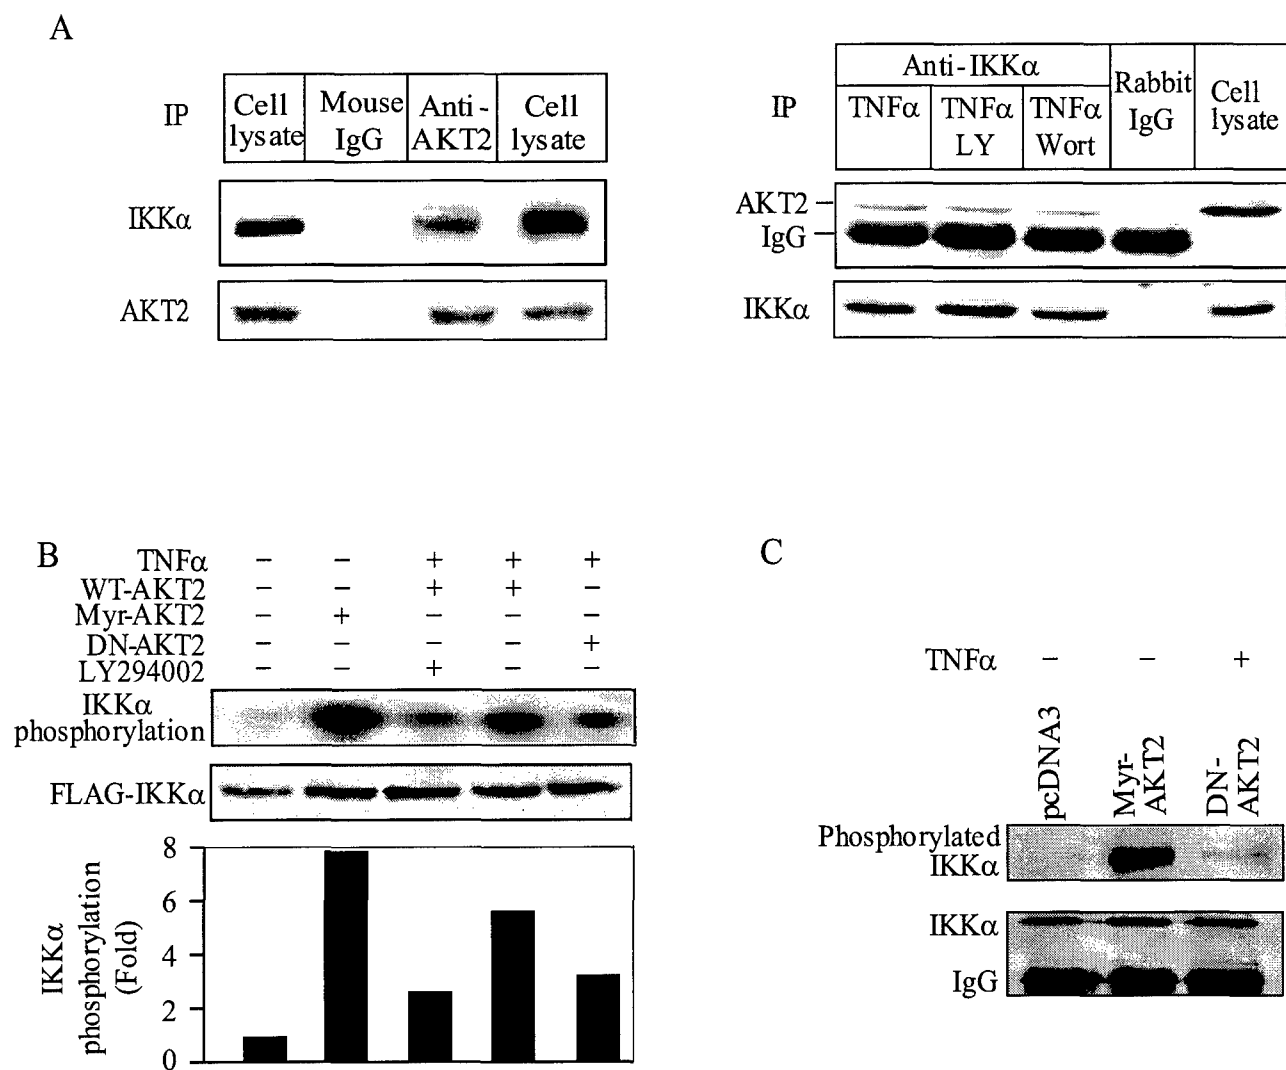 A
IP
Cell lysate
Mouse IgG
Anti-AKT2
Cell lysate
IKKα
AKT2
IP
Anti-IKKα
TNFα
TNFα LY
TNFα Wort
Rabbit IgG
Cell lysate
AKT2
IgG
IKKα
B
TNFα − − + + +
WT-AKT2 − − + + −
Myr-AKT2 − + − − −
DN-AKT2 − − − − +
LY294002 − − + − −
IKKα
phosphorylation
FLAG-IKKα
IKKα
phosphorylation
(Fold)
8
6
4
2
0
C
TNFα − − +
pcDNA3
Myr-
AKT2
DN-
AKT2
Phosphorylated
IKKα
IKKα
IgG